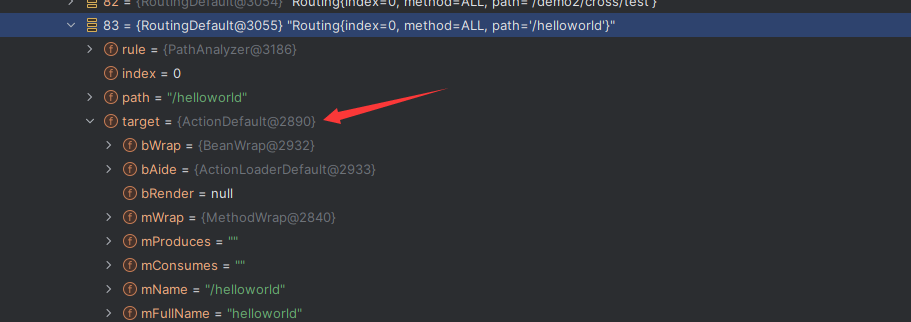 82 = {RoutingDefault@3054} "Routing{index=0, method=ALL, path='/demo2/cross/test'}"
83 = {RoutingDefault@3055} "Routing{index=0, method=ALL, path='/helloworld'}"
rule = {PathAnalyzer@3186}
index = 0
path = "/helloworld"
target = {ActionDefault@2890}
bWrap = {BeanWrap@2932}
bAide = {ActionLoaderDefault@2933}
bRender = null
mWrap = {MethodWrap@2840}
mProduces = ""
mConsumes = ""
mName = "/helloworld"
mFullName = "helloworld"